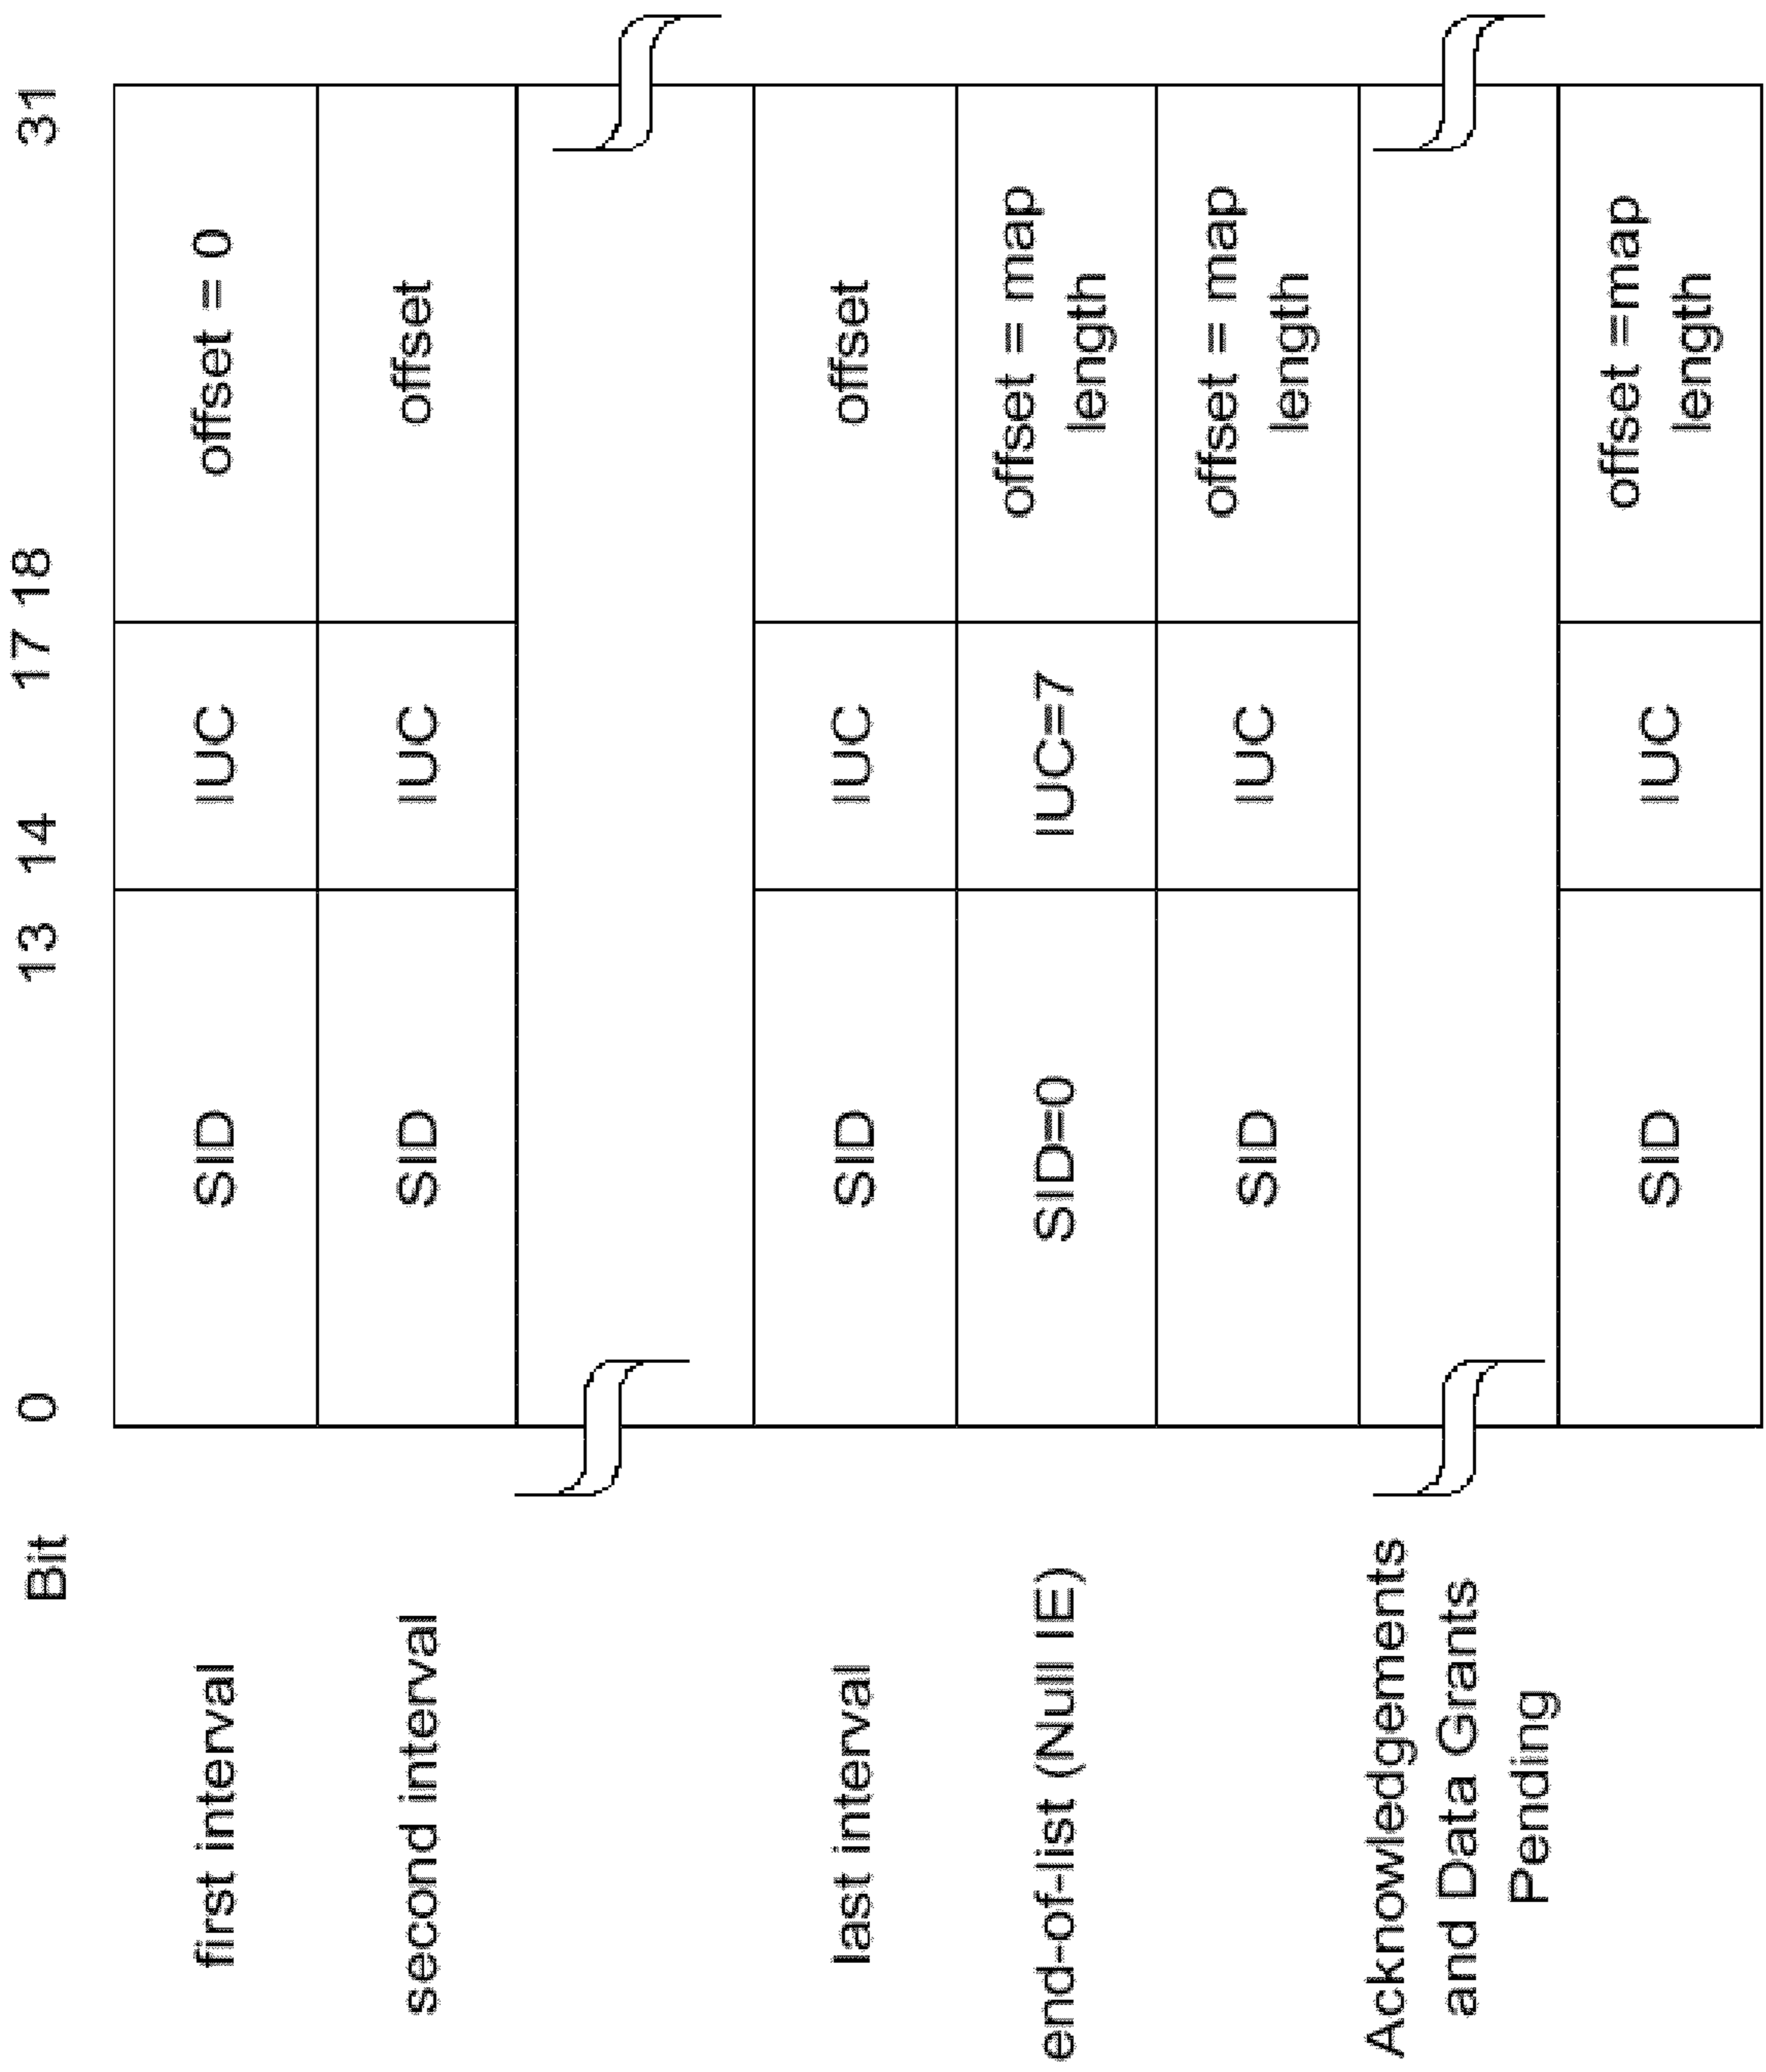 Bit 0 13 14 17 18 31
first interval SID IUC offset = 0
second interval SID IUC offset
last interval SID IUC offset
end-of-list (Null IE) SID=0 IUC=7 offset = map
length
SID IUC offset = map
length
Acknowledgements
and Data Grants
Pending
SID IUC offset =map
length